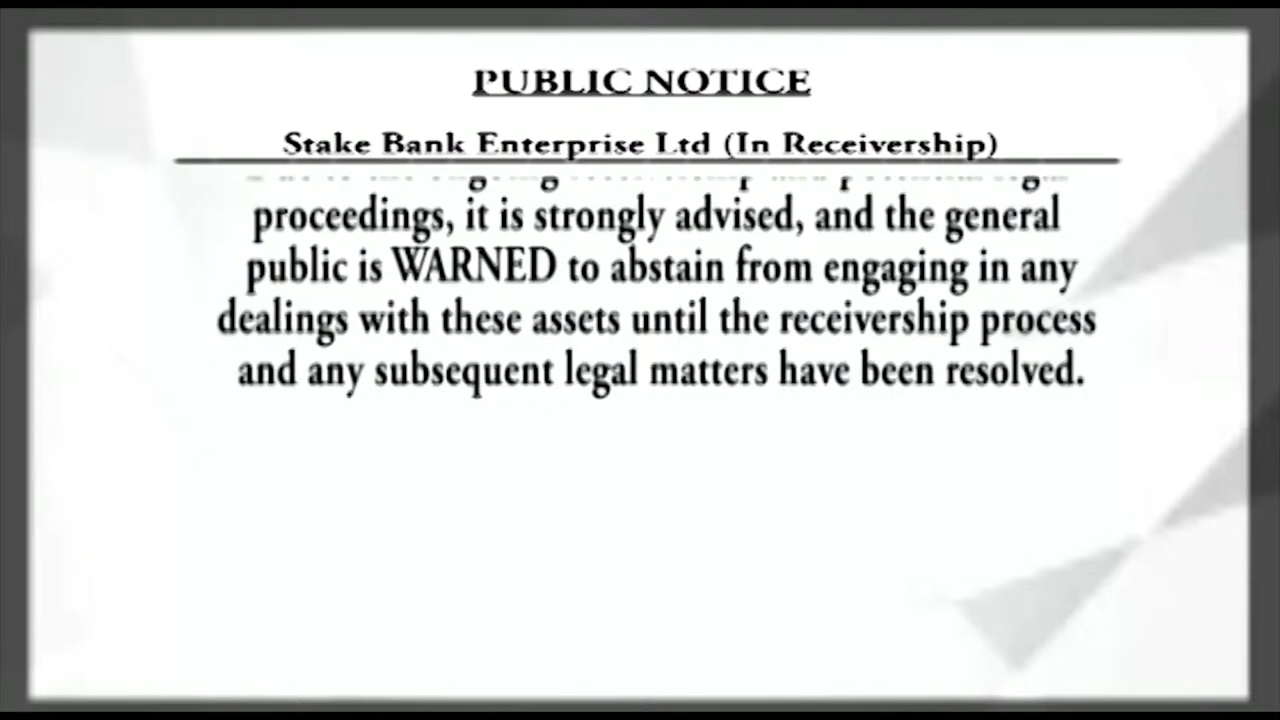 PUBLIC NOTICE
Stake Bank Enterprise Ltd (In Receivership)
proceedings, it is strongly advised, and the general
public is WARNED to abstain from engaging in any
dealings with these assets until the receivership process
and any subsequent legal matters have been resolved.